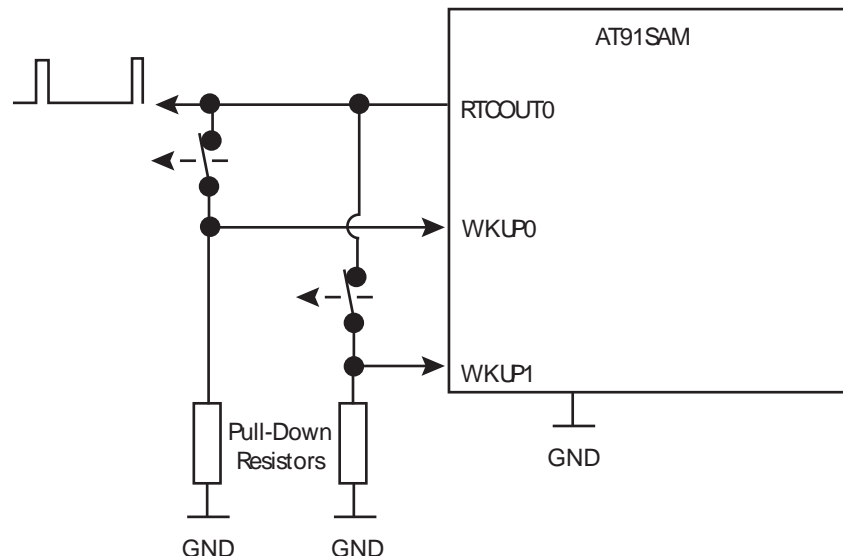 AT91SAM
RTCOUT0
WKUP0
WKUP1
Pull-Down
Resistors
GND
GND
GND